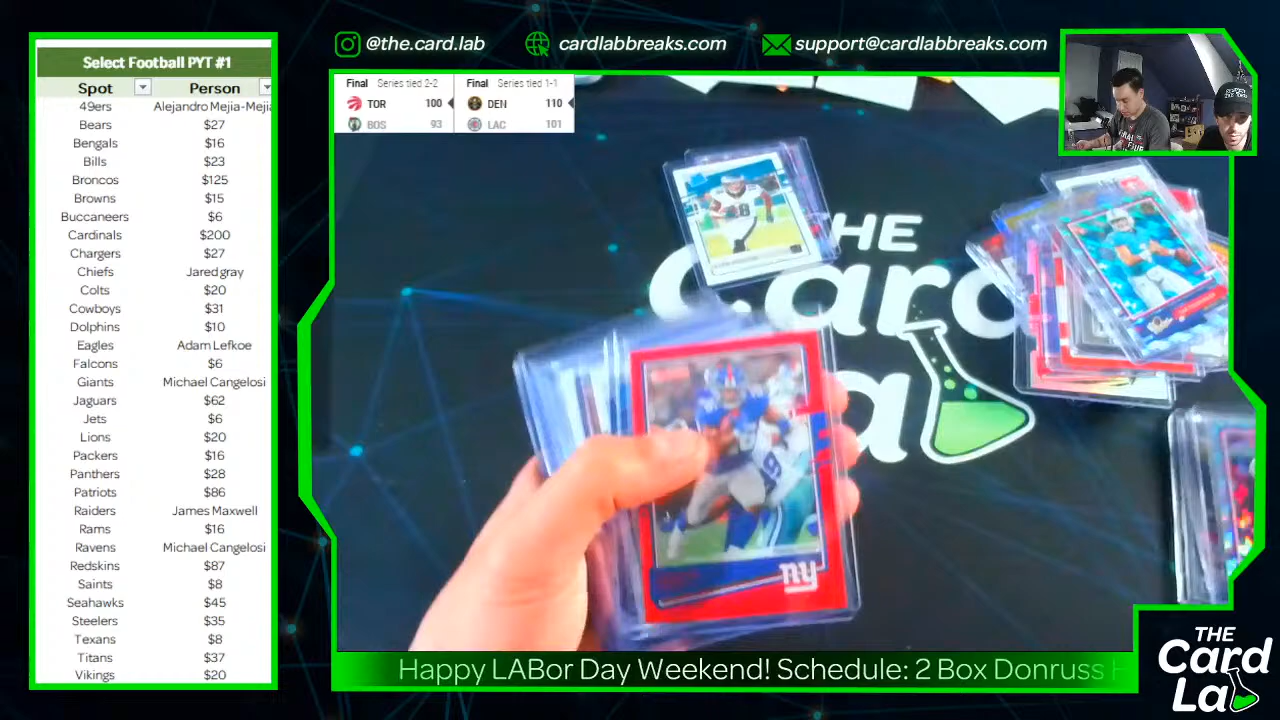 Select Football PYT #1
Spot Person
49ers Alejandro Mejia-Mejia
Bears $27
Bengals $16
Bills $23
Broncos $125
Browns $15
Buccaneers $6
Cardinals $200
Chargers $27
Chiefs Jared gray
Colts $20
Cowboys $31
Dolphins $10
Eagles Adam Lefkoe
Falcons $6
Giants Michael Cangelosi
Jaguars $62
Jets $6
Lions $20
Packers $16
Panthers $28
Patriots $86
Raiders James Maxwell
Rams $16
Ravens Michael Cangelosi
Redskins $87
Saints $8
Seahawks $45
Steelers $35
Texans $8
Titans $37
Vikings $20
@the.card.lab cardlabbreaks.com support@cardlabbreaks.com
Final Series tied 2-2
TOR 100
BOS 93
Final Series tied 1-1
DEN 110
LAC 101
THE
Card
La
ny
Happy LABor Day Weekend! Schedule: 2 Box Donruss
THE
Card
La